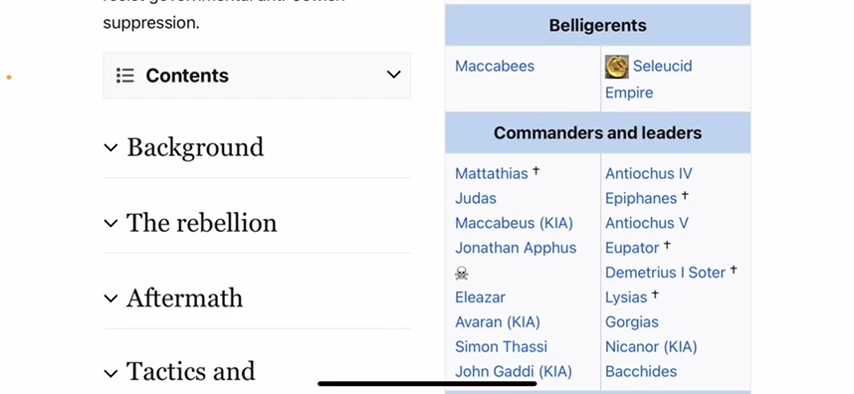 suppression.
Contents
Background
The rebellion
Aftermath
Tactics and
Belligerents
Maccabees
Seleucid
Empire
Commanders and leaders
Mattathias †
Judas
Maccabeus (KIA)
Jonathan Apphus
☠
Eleazar
Avaran (KIA)
Simon Thassi
John Gaddi (KIA)
Antiochus IV
Epiphanes †
Antiochus V
Eupator †
Demetrius I Soter †
Lysias †
Gorgias
Nicanor (KIA)
Bacchides